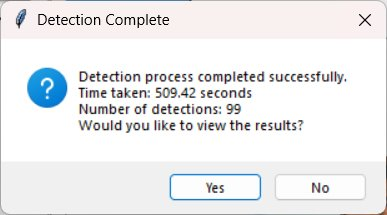 Detection Complete
Detection process completed successfully.
Time taken: 509.42 seconds
Number of detections: 99
Would you like to view the results?
Yes
No